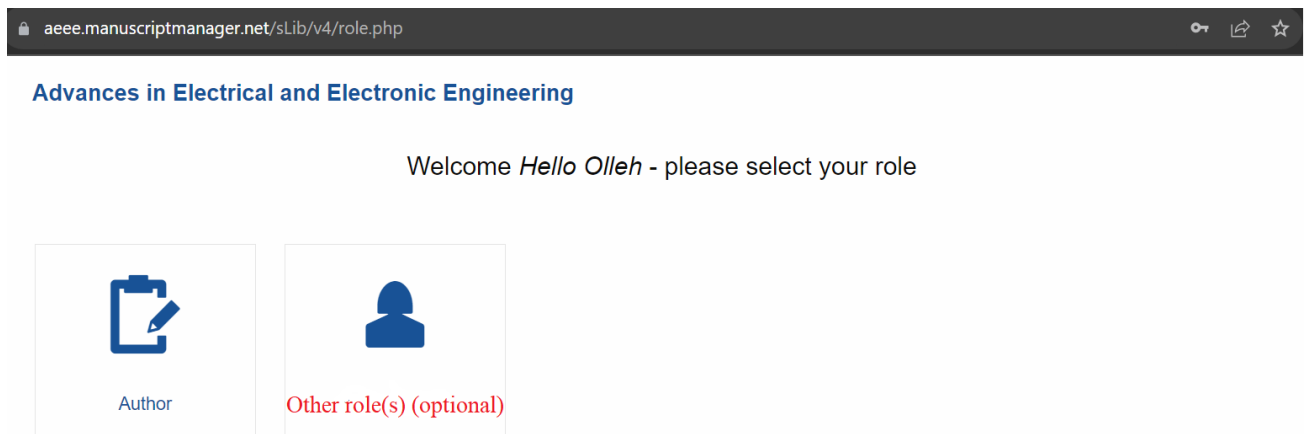 aeee.manuscriptmanager.net/sLib/v4/role.php
Advances in Electrical and Electronic Engineering
Welcome Hello Olleh - please select your role
Author
Other role(s) (optional)